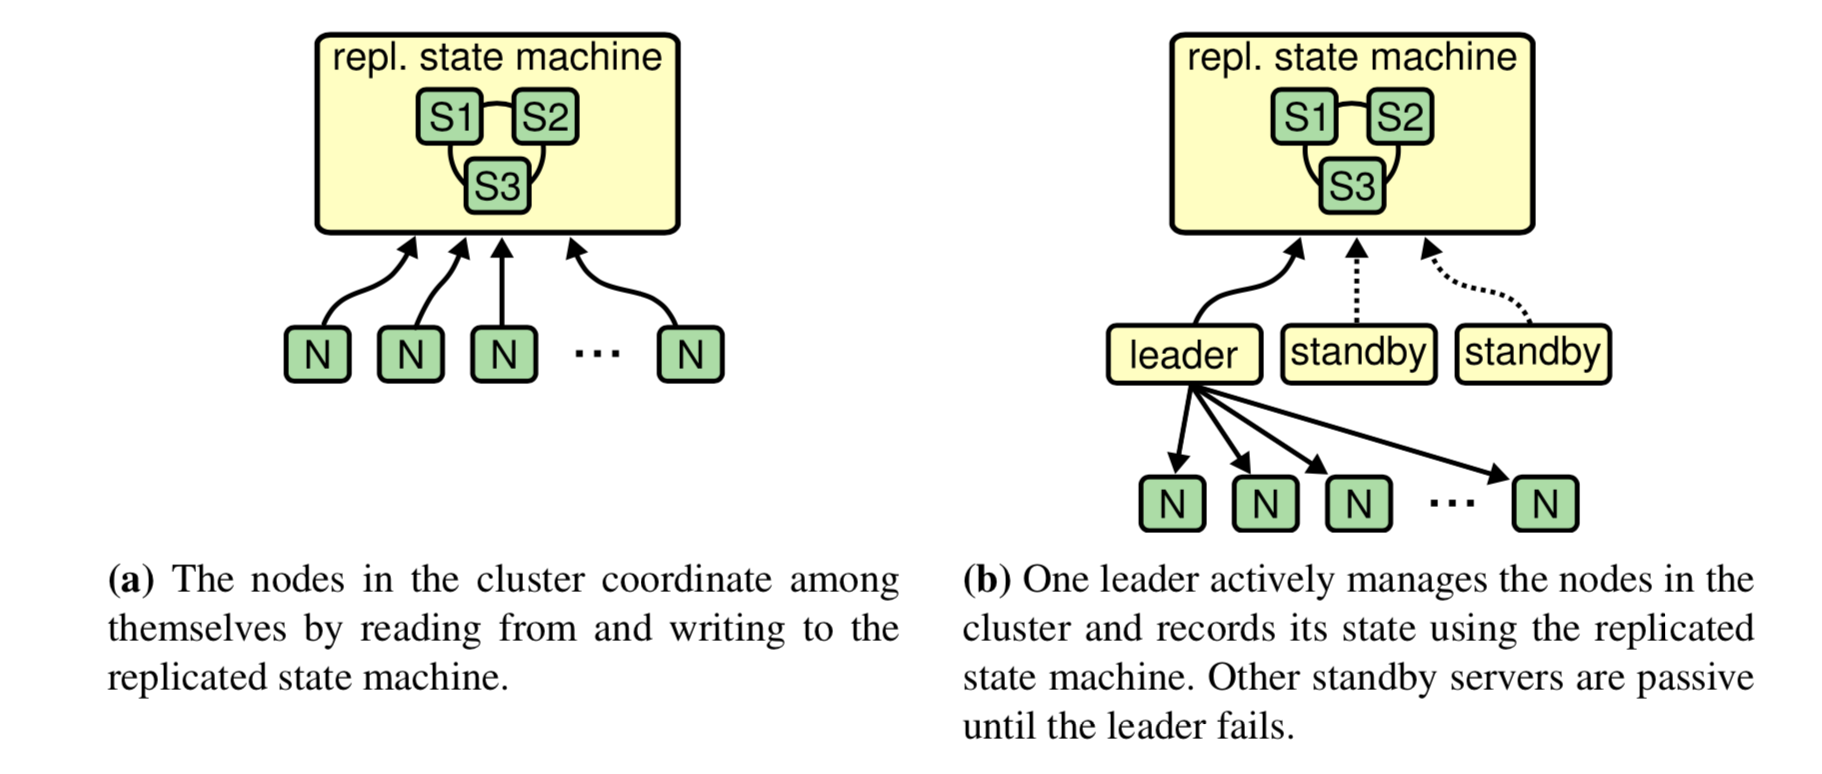 repl. state machine
S1 S2
S3
N N N ... N
(a) The nodes in the cluster coordinate among
themselves by reading from and writing to the
replicated state machine.
repl. state machine
S1 S2
S3
leader standby standby
N N N ... N
(b) One leader actively manages the nodes in the
cluster and records its state using the replicated
state machine. Other standby servers are passive
until the leader fails.